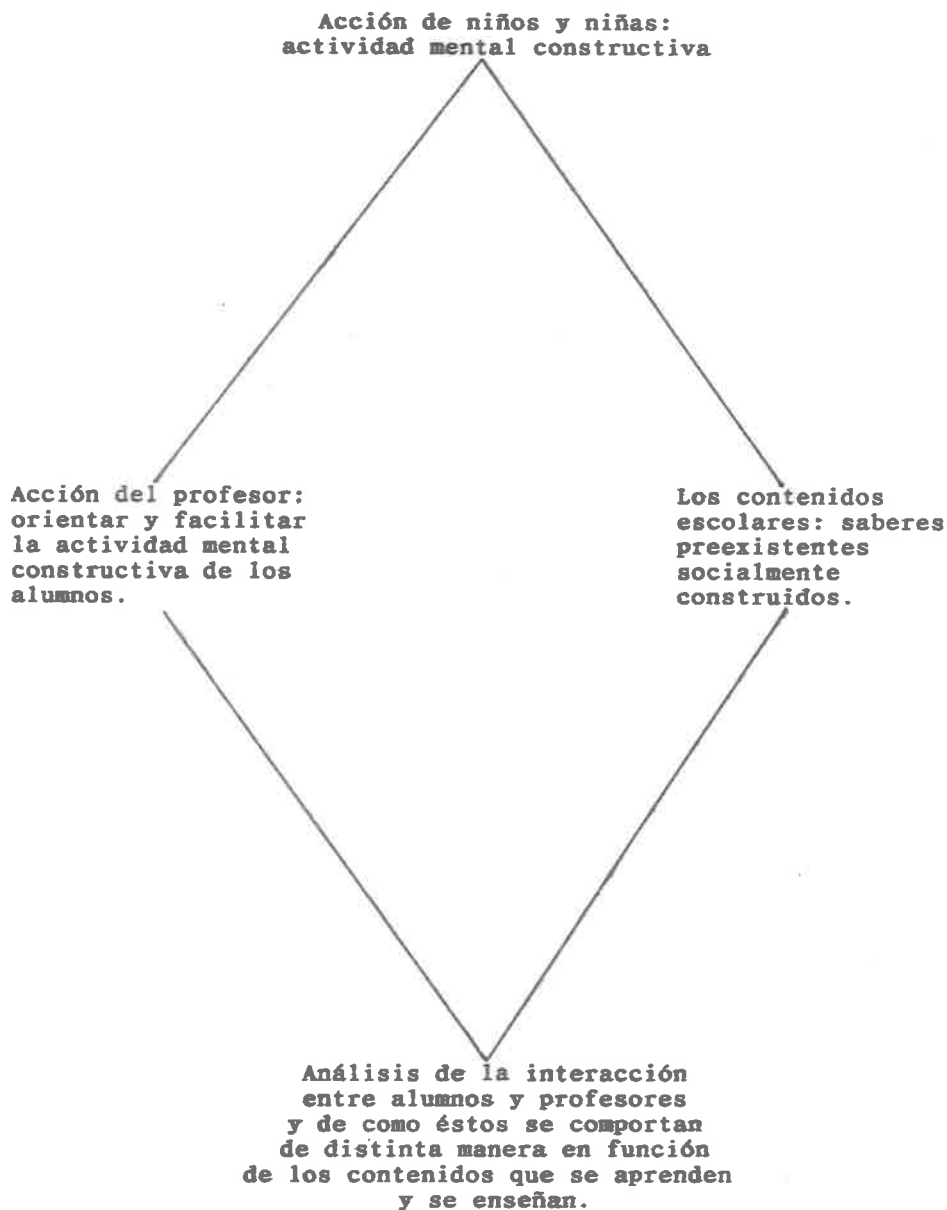 Acción de niños y niñas:
actividad mental constructiva
Acción del profesor:
orientar y facilitar
la actividad mental
constructiva de los
alumnos.
Los contenidos
escolares: saberes
preexistentes
socialmente
construidos.
Análisis de la interacción
entre alumnos y profesores
y de como éstos se comportan
de distinta manera en función
de los contenidos que se aprenden
y se enseñan.